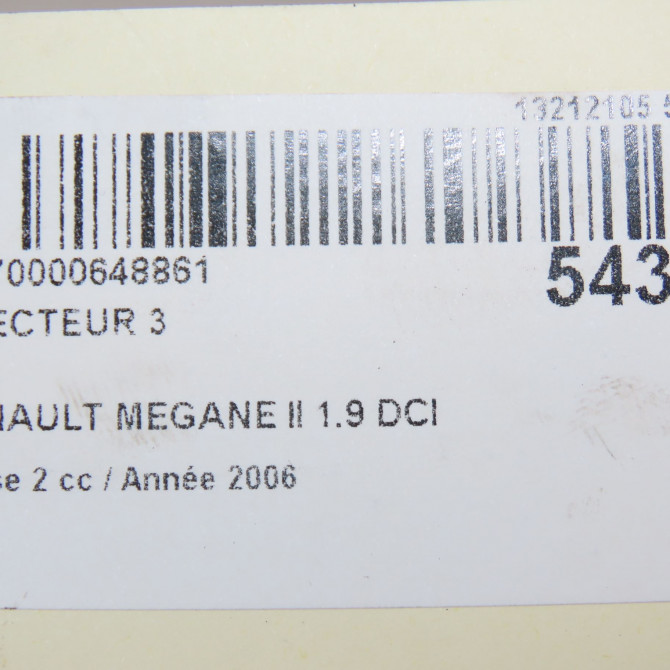 13212105 5
70000648861
543
ECTEUR 3
NAULT MEGANE II 1.9 DCI
se 2 cc / Année 2006